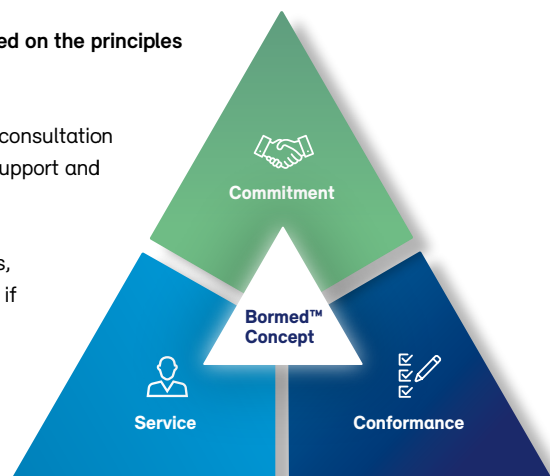 ed on the principles
consultation
upport and
s,
if
Commitment
Bormed™
Concept
Service
Conformance